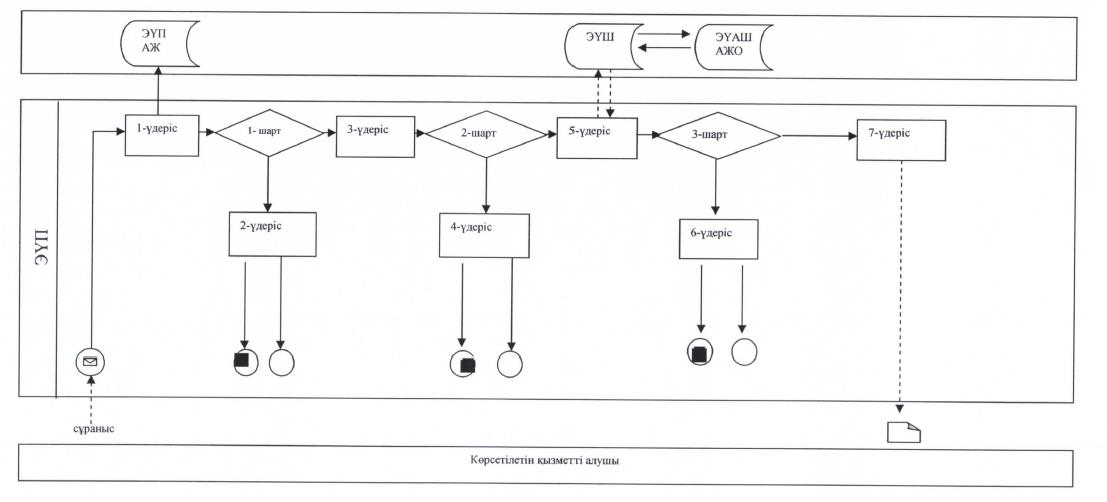 ЭҮП
АЖ
ЭҮШ
ЭҮАШ
АЖО
1-үдеріс
1- шарт
3-үдеріс
2-шарт
5-үдеріс
3-шарт
7-үдеріс
2-үдеріс
4-үдеріс
6-үдеріс
ЭҮП
сұраныс
Көрсетілетін қызметті алушы